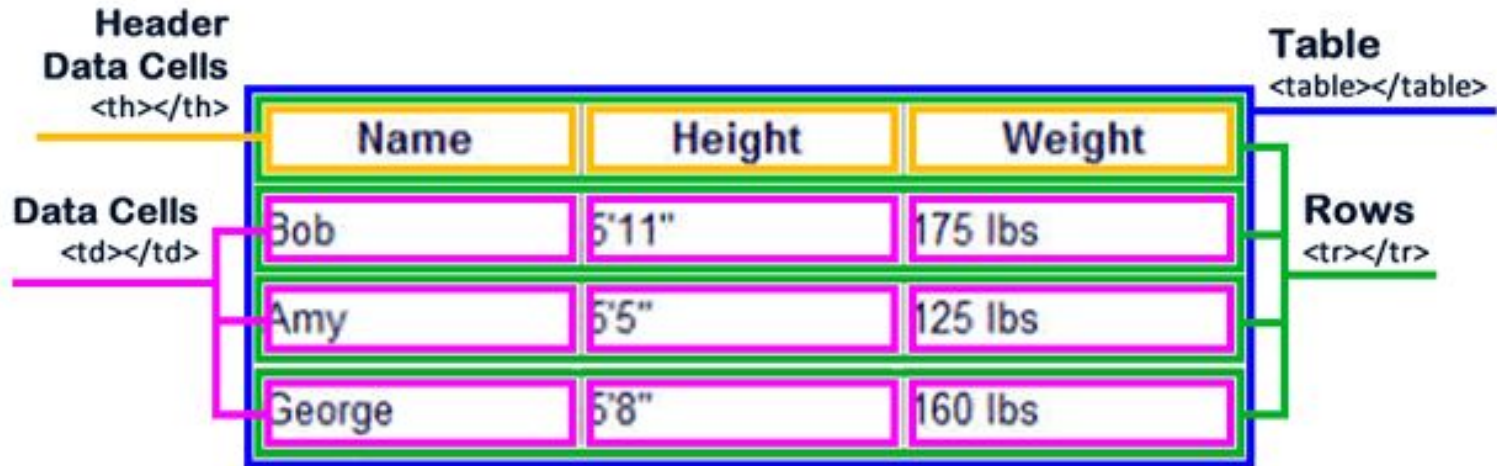 Header
Data Cells
<th></th>
Table
<table></table>
Name Height Weight
Data Cells
<td></td>
Rows
<tr></tr>
Bob 5'11" 175 lbs
Amy 5'5" 125 lbs
George 5'8" 160 lbs